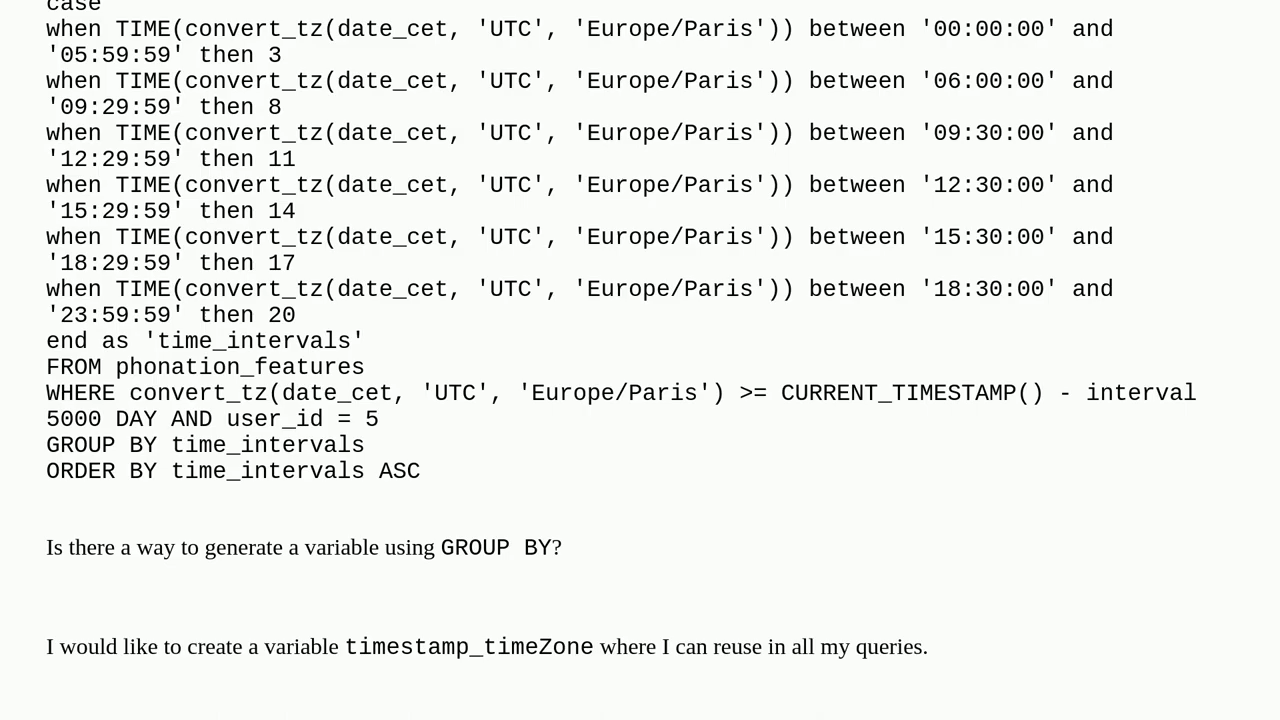 case
when TIME(convert_tz(date_cet, 'UTC', 'Europe/Paris')) between '00:00:00' and
'05:59:59' then 3
when TIME(convert_tz(date_cet, 'UTC', 'Europe/Paris')) between '06:00:00' and
'09:29:59' then 8
when TIME(convert_tz(date_cet, 'UTC', 'Europe/Paris')) between '09:30:00' and
'12:29:59' then 11
when TIME(convert_tz(date_cet, 'UTC', 'Europe/Paris')) between '12:30:00' and
'15:29:59' then 14
when TIME(convert_tz(date_cet, 'UTC', 'Europe/Paris')) between '15:30:00' and
'18:29:59' then 17
when TIME(convert_tz(date_cet, 'UTC', 'Europe/Paris')) between '18:30:00' and
'23:59:59' then 20
end as 'time_intervals'
FROM phonation_features
WHERE convert_tz(date_cet, 'UTC', 'Europe/Paris') >= CURRENT_TIMESTAMP() - interval
5000 DAY AND user_id = 5
GROUP BY time_intervals
ORDER BY time_intervals ASC
Is there a way to generate a variable using GROUP BY?
I would like to create a variable timestamp_timeZone where I can reuse in all my queries.